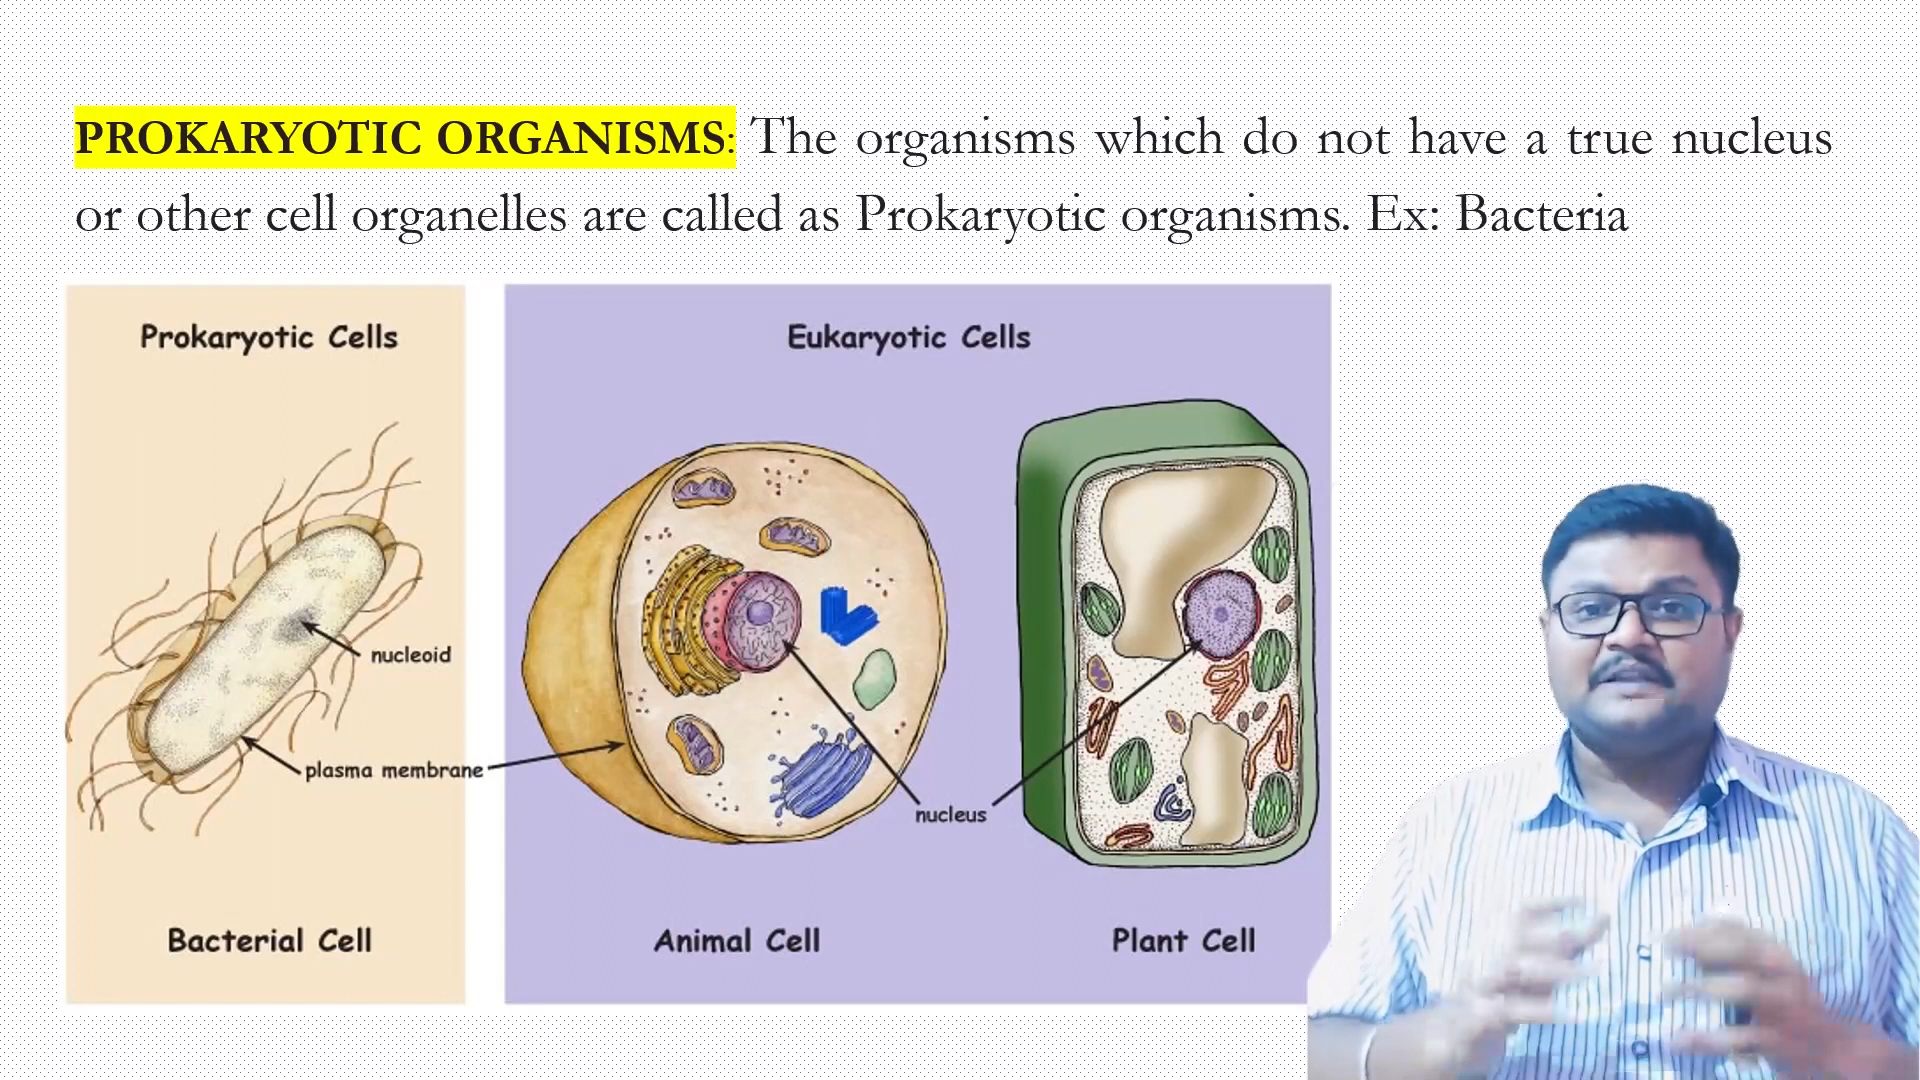 PROKARYOTIC ORGANISMS: The organisms which do not have a true nucleus
or other cell organelles are called as Prokaryotic organisms. Ex: Bacteria
Prokaryotic Cells
Eukaryotic Cells
nucleoid
plasma membrane
nucleus
Bacterial Cell
Animal Cell
Plant Cell